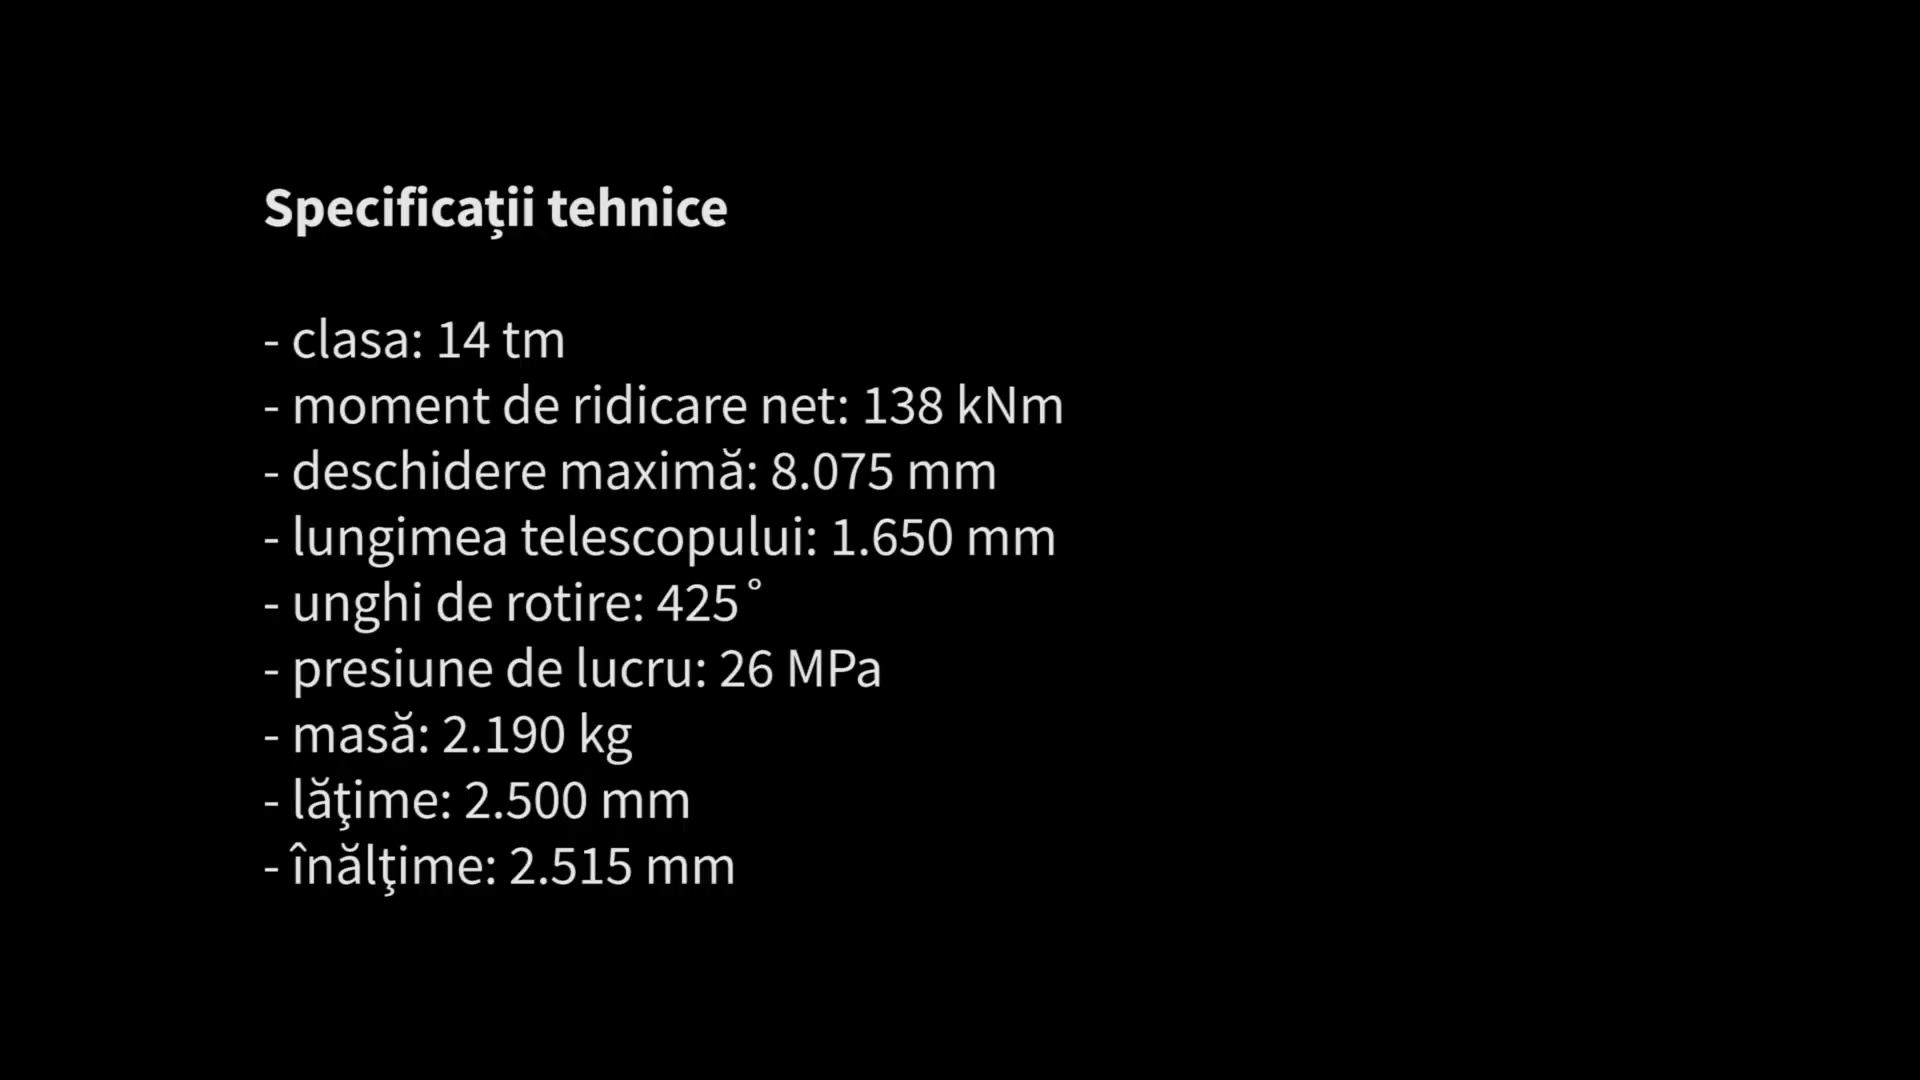 Specificații tehnice
- clasa: 14 tm
- moment de ridicare net: 138 kNm
- deschidere maximă: 8.075 mm
- lungimea telescopului: 1.650 mm
- unghi de rotire: 425˚
- presiune de lucru: 26 MPa
- masă: 2.190 kg
- lăţime: 2.500 mm
- înălţime: 2.515 mm